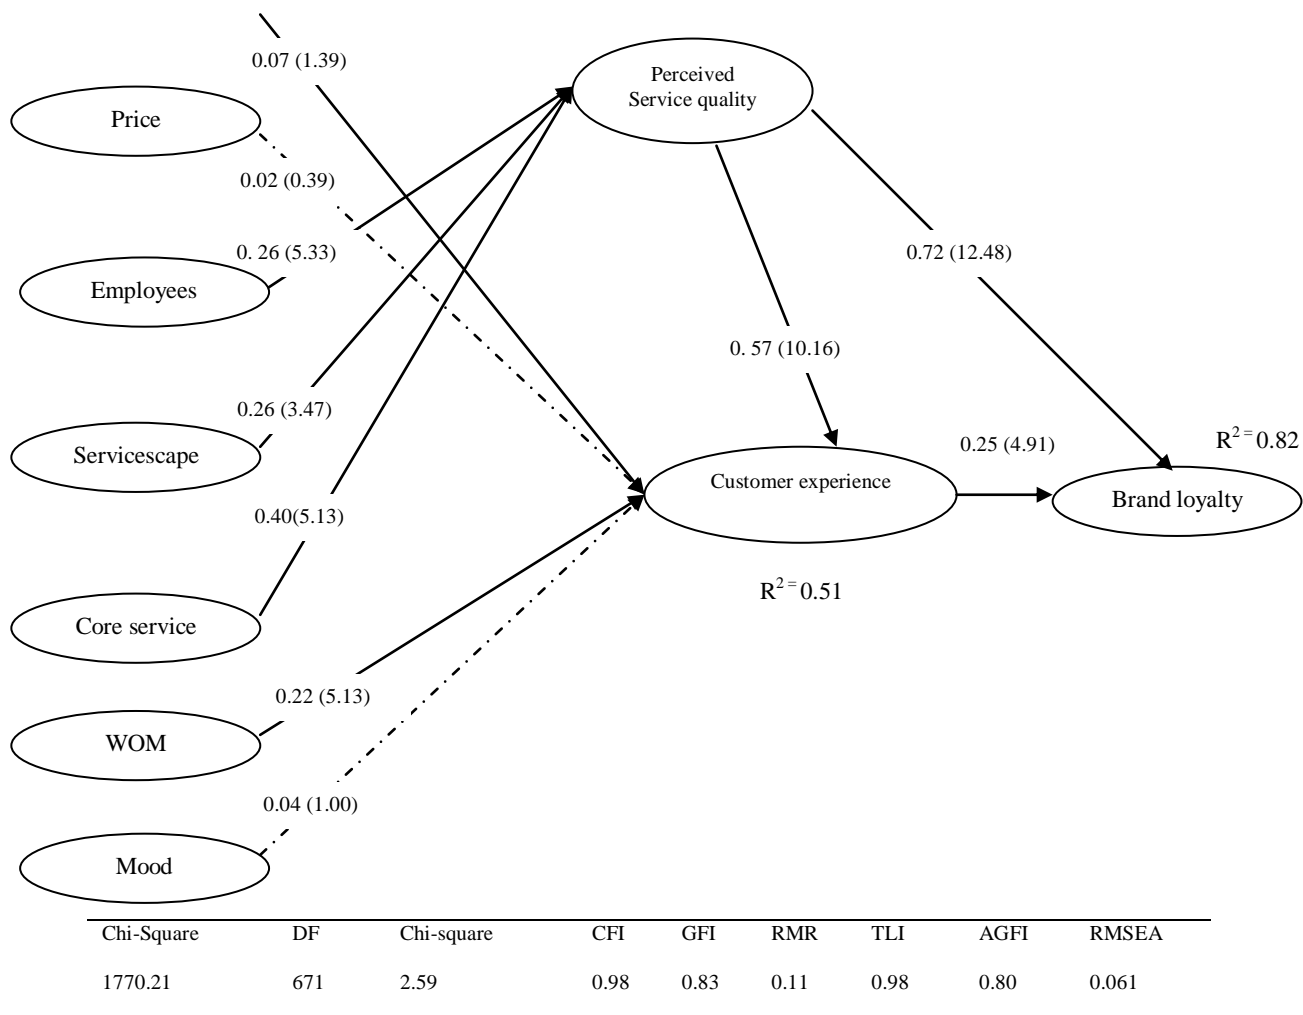 0.07 (1.39)
Perceived
Service quality
Price
0.02 (0.39)
0. 26 (5.33)
0.72 (12.48)
Employees
0. 57 (10.16)
0.26 (3.47)
Servicescape
0.25 (4.91)
R² = 0.82
Customer experience
Brand loyalty
0.40(5.13)
R² = 0.51
Core service
0.22 (5.13)
WOM
0.04 (1.00)
Mood
Chi-Square DF Chi-square CFI GFI RMR TLI AGFI RMSEA
1770.21 671 2.59 0.98 0.83 0.11 0.98 0.80 0.061